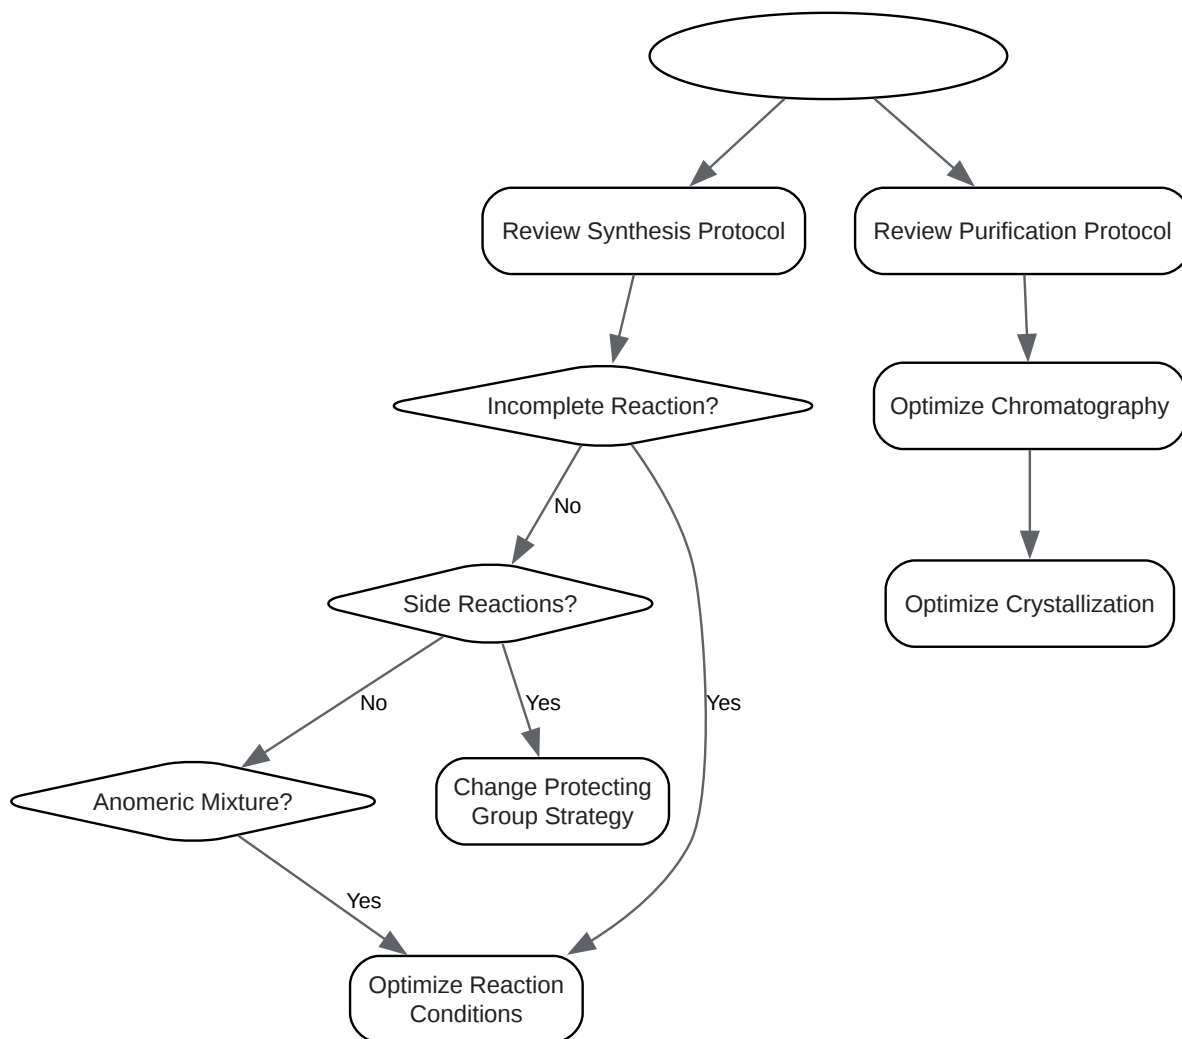 Review Synthesis Protocol
Review Purification Protocol
Incomplete Reaction?
Optimize Chromatography
No
Side Reactions?
Optimize Crystallization
No
Yes
Yes
Anomeric Mixture?
Change Protecting
Group Strategy
Yes
Optimize Reaction
Conditions